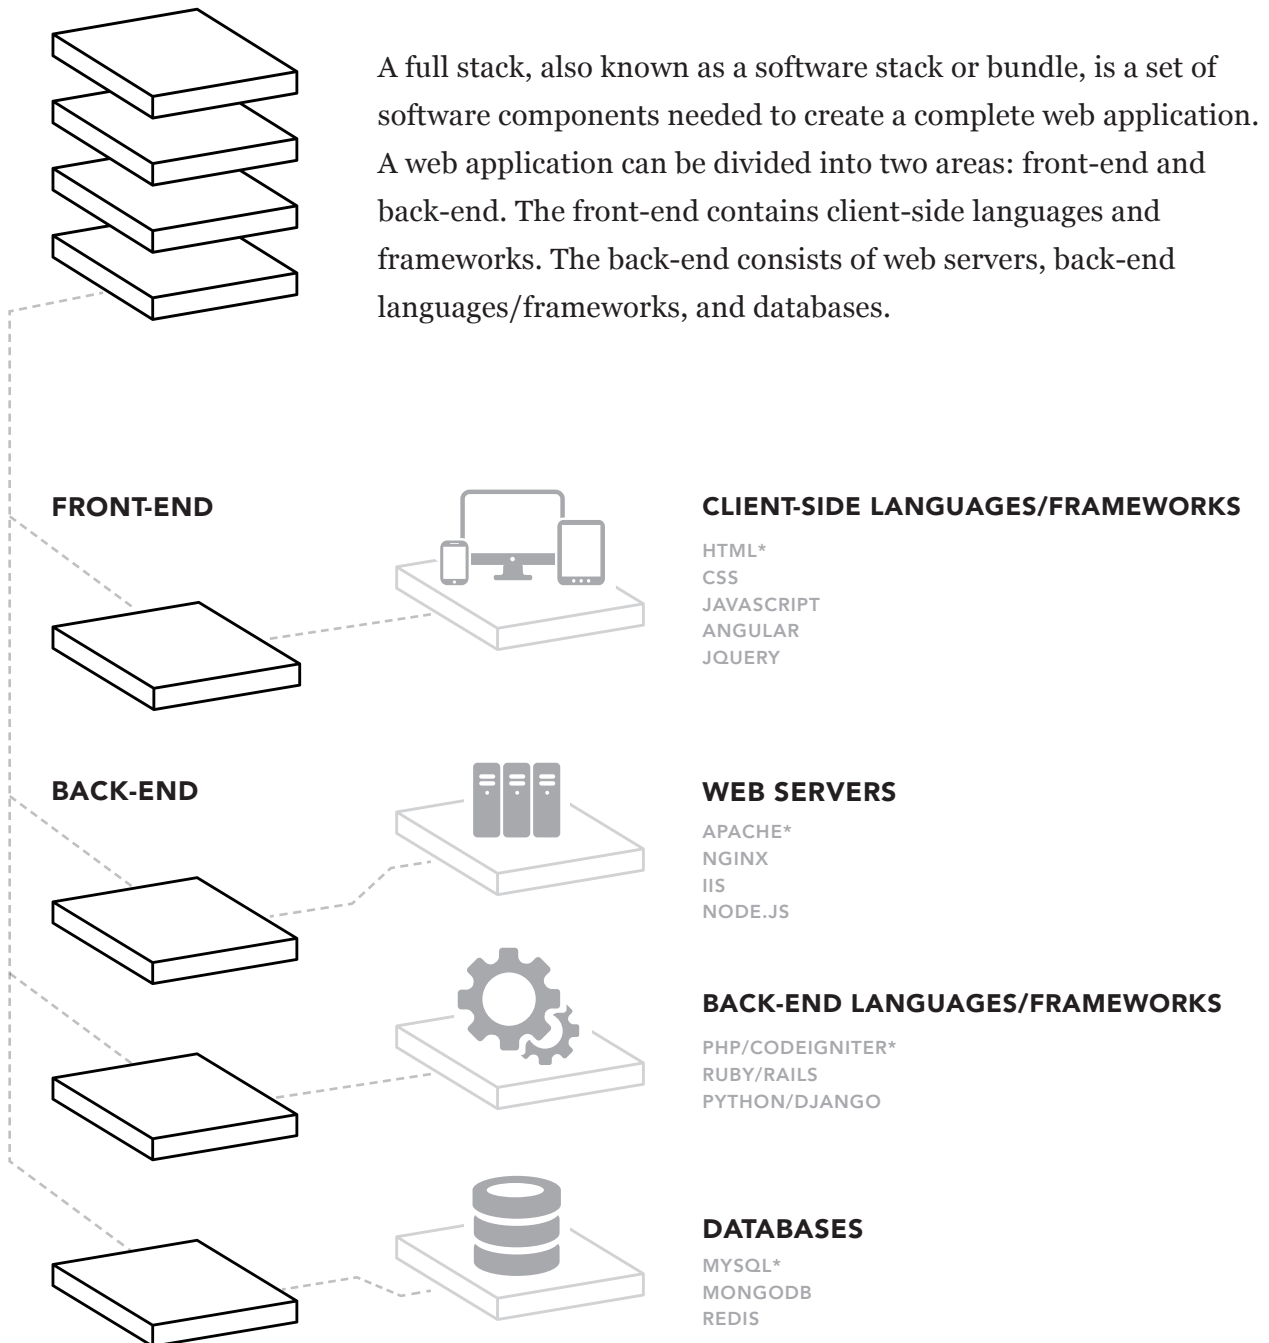 A full stack, also known as a software stack or bundle, is a set of
software components needed to create a complete web application.
A web application can be divided into two areas: front-end and
back-end. The front-end contains client-side languages and
frameworks. The back-end consists of web servers, back-end
languages/frameworks, and databases.
FRONT-END
CLIENT-SIDE LANGUAGES/FRAMEWORKS
HTML*
CSS
JAVASCRIPT
ANGULAR
JQUERY
BACK-END
WEB SERVERS
APACHE*
NGINX
IIS
NODE.JS
BACK-END LANGUAGES/FRAMEWORKS
PHP/CODEIGNITER*
RUBY/RAILS
PYTHON/DJANGO
DATABASES
MYSQL*
MONGODB
REDIS